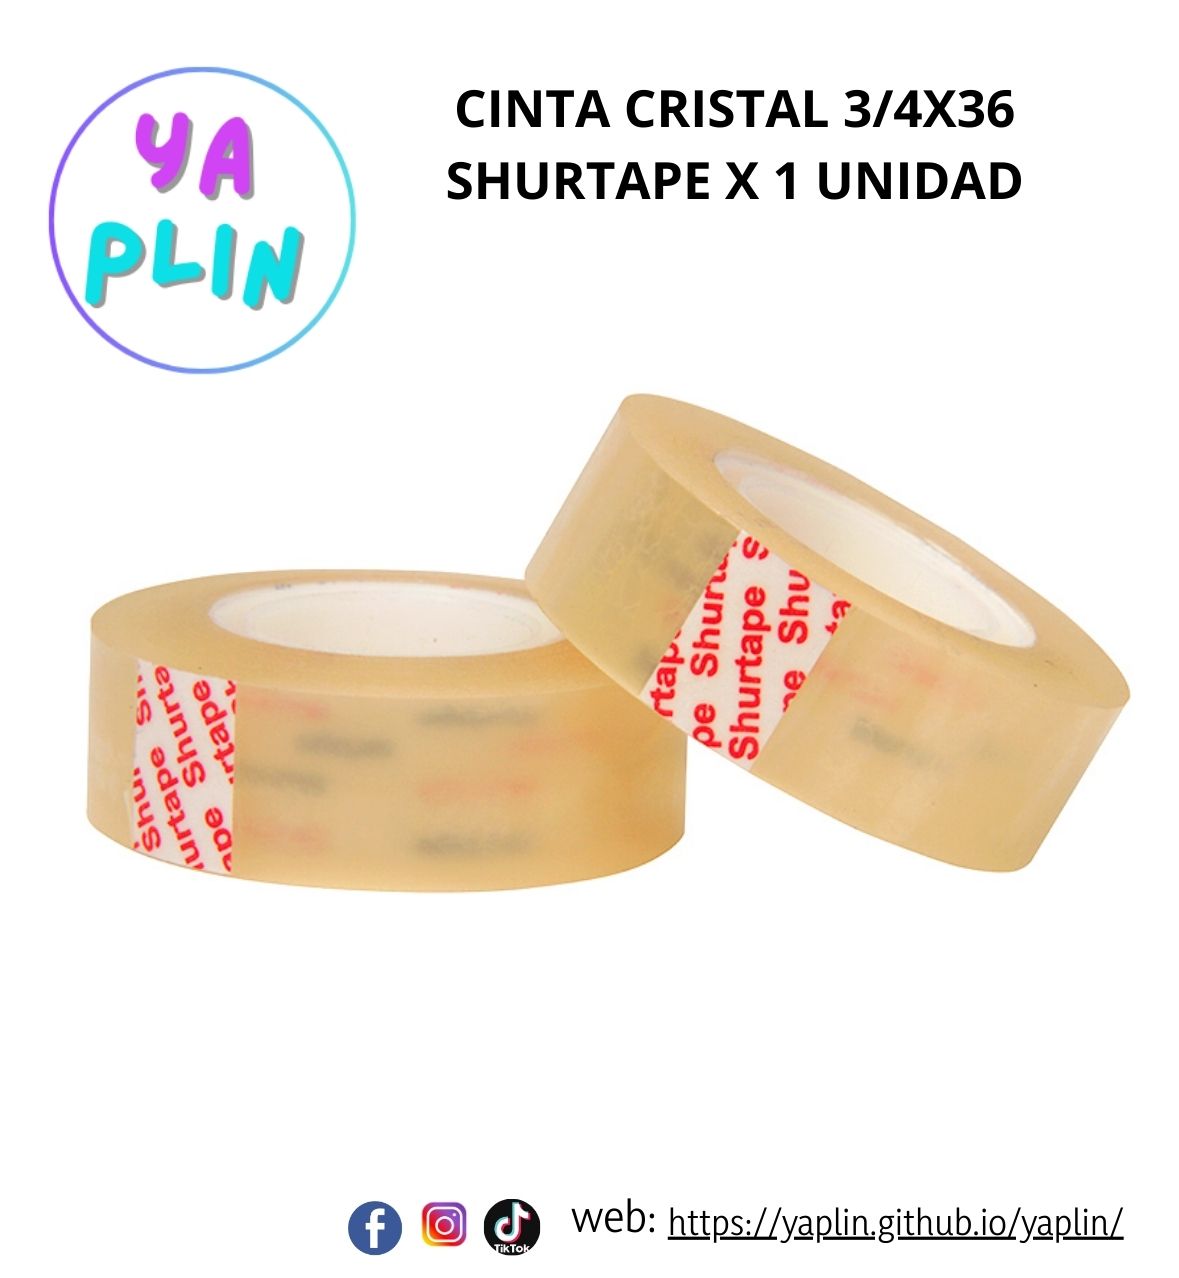 YA
PLIN
CINTA CRISTAL 3/4X36
SHURTAPE X 1 UNIDAD
Shurtape
Shurtape
Shurtape Shurtape
Shurtape
TikTok
web: https://yaplin.github.io/yaplin/